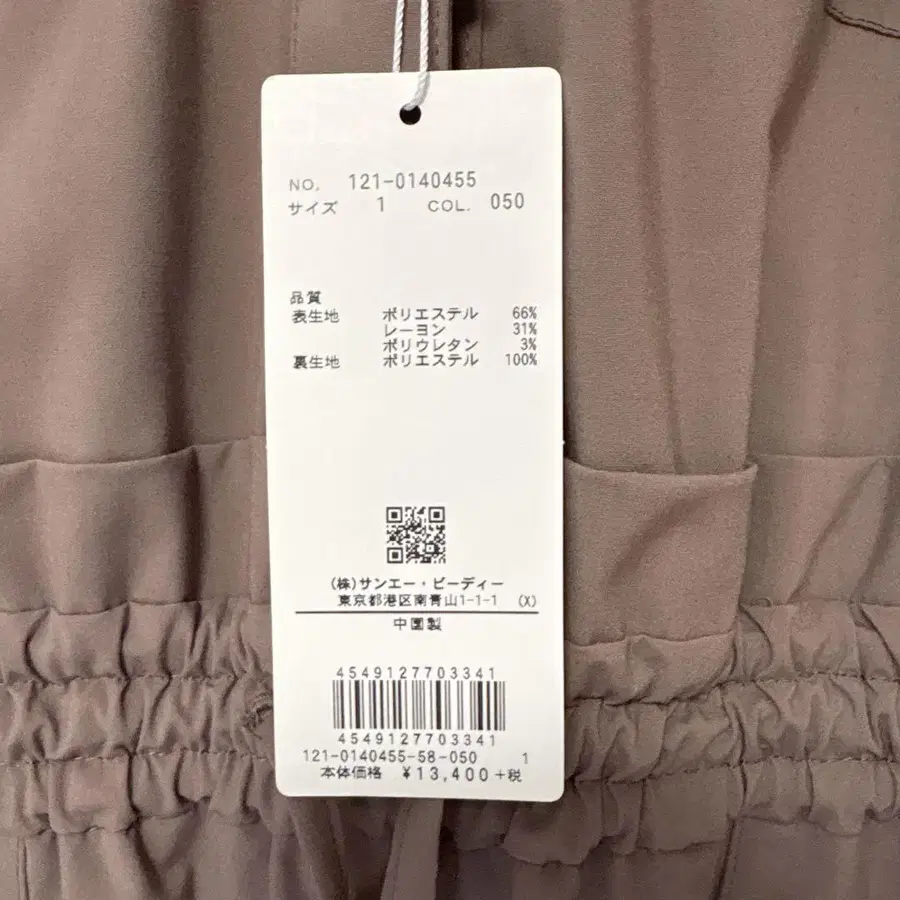 NO. 121-0140455
サイズ 1 COL. 050
品質
表生地 ポリエステル 66%
レーヨン 31%
ポリウレタン 3%
裏生地 ポリエステル 100%
(株)サンエー・ビーディー
東京都港区南青山1-1-1 (X)
中国製
4549127703341
4549127703341
121-0140455-58-050 1
本体価格 ¥13,400+税